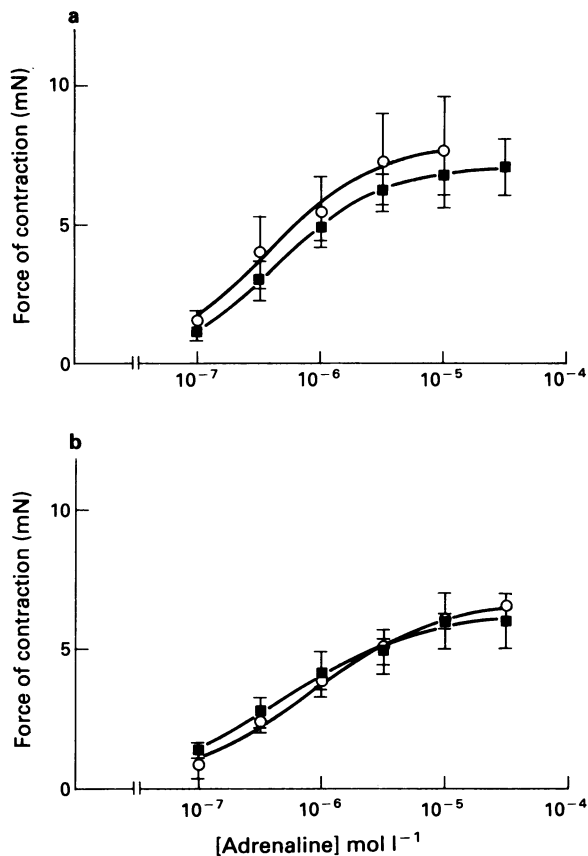 a
Force of contraction (mN)
10
5
0
10⁻⁷ 10⁻⁶ 10⁻⁵ 10⁻⁴
b
Force of contraction (mN)
10
5
0
10⁻⁷ 10⁻⁶ 10⁻⁵ 10⁻⁴
[Adrenaline] mol l⁻¹